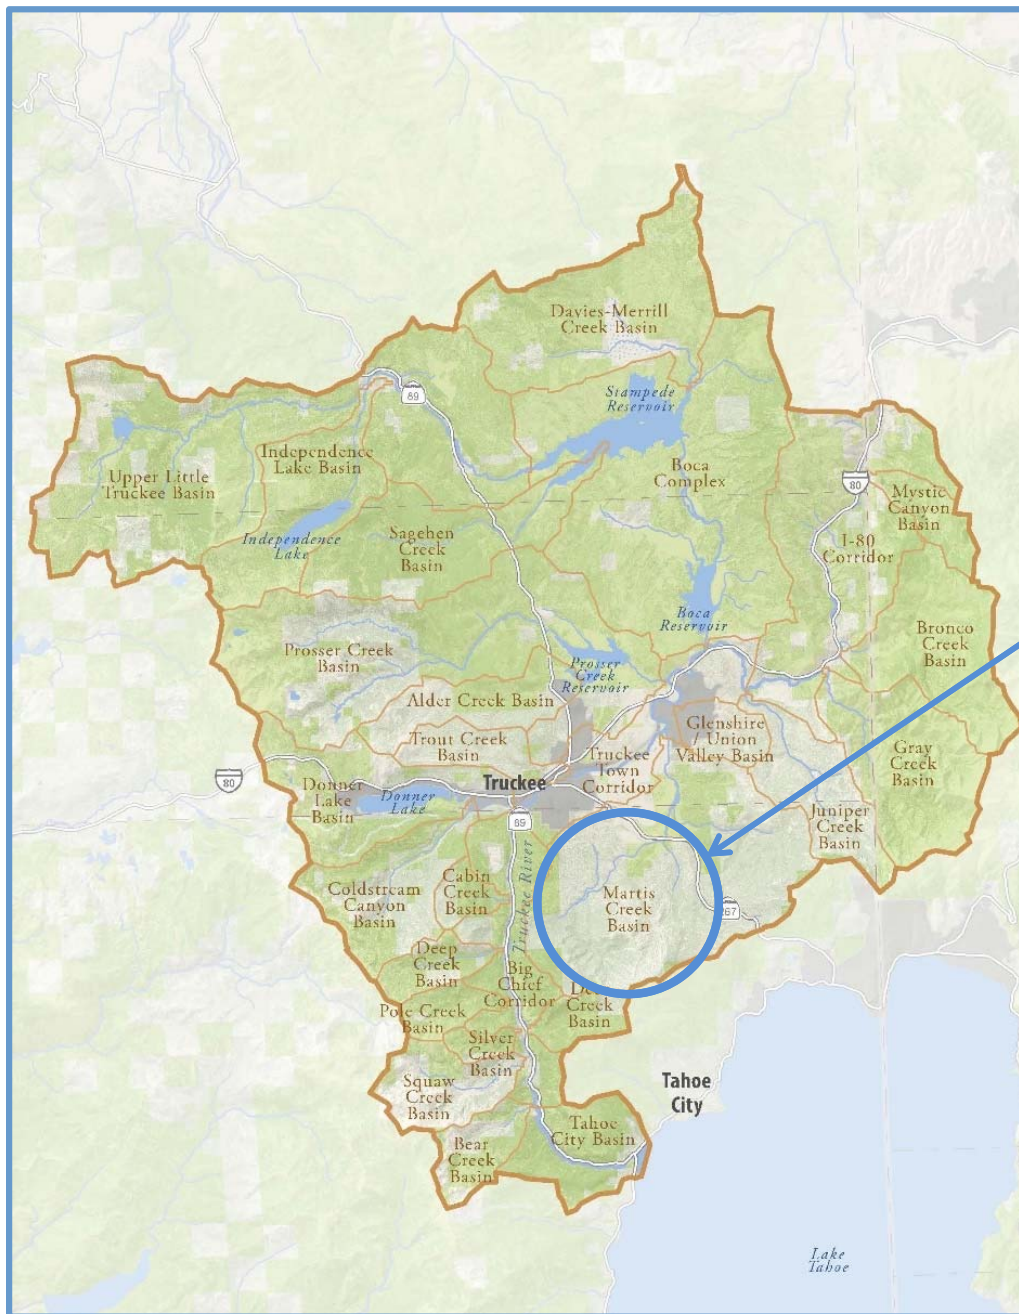 Davies-Merrill
Creek Basin
89
Stampede
Reservoir
Independence
Lake Basin
Upper Little
Truckee Basin
Boca
Complex
80
Mystic
Canyon
Basin
Independence
Lake
Sagehen
Creek
Basin
I-80
Corridor
Boca
Reservoir
Bronco
Creek
Basin
Prosser Creek
Basin
Prosser
Creek
Reservoir
Alder Creek Basin
Trout Creek
Basin
Glenshire
/ Union
Valley Basin
Truckee
Town
Corridor
Gray
Creek
Basin
80
Truckee
Donner
Lake
Basin
Donner
Lake
89
Juniper
Creek
Basin
Truckee River
Cabin
Creek
Basin
Coldstream
Canyon
Basin
Martis
Creek
Basin
267
Deep
Creek
Basin
Big
Chief
Corridor
Creek
Basin
Pole Creek
Basin
Silver
Creek
Basin
Squaw
Creek
Basin
Tahoe
City
Tahoe
City Basin
Bear
Creek
Basin
Lake
Tahoe